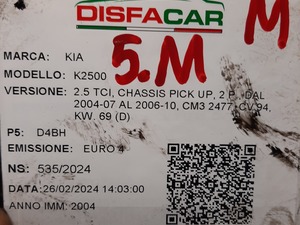 DISFACAR
M
MARCA: KIA
5.M
MODELLO: K2500
VERSIONE: 2.5 TCI, CHASSIS PICK UP, 2 P., DAL
2004-07 AL 2006-10, CM3 2477, CV 94,
KW. 69 (D)
P5: D4BH
EMISSIONE: EURO 4
NS: 535/2024
DATA: 26/02/2024 14:03:00
ANNO IMM: 2004